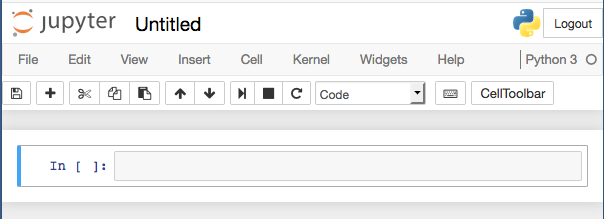 jupyter Untitled Logout
File Edit View Insert Cell Kernel Widgets Help Python 3
Code CellToolbar
In [ ]: